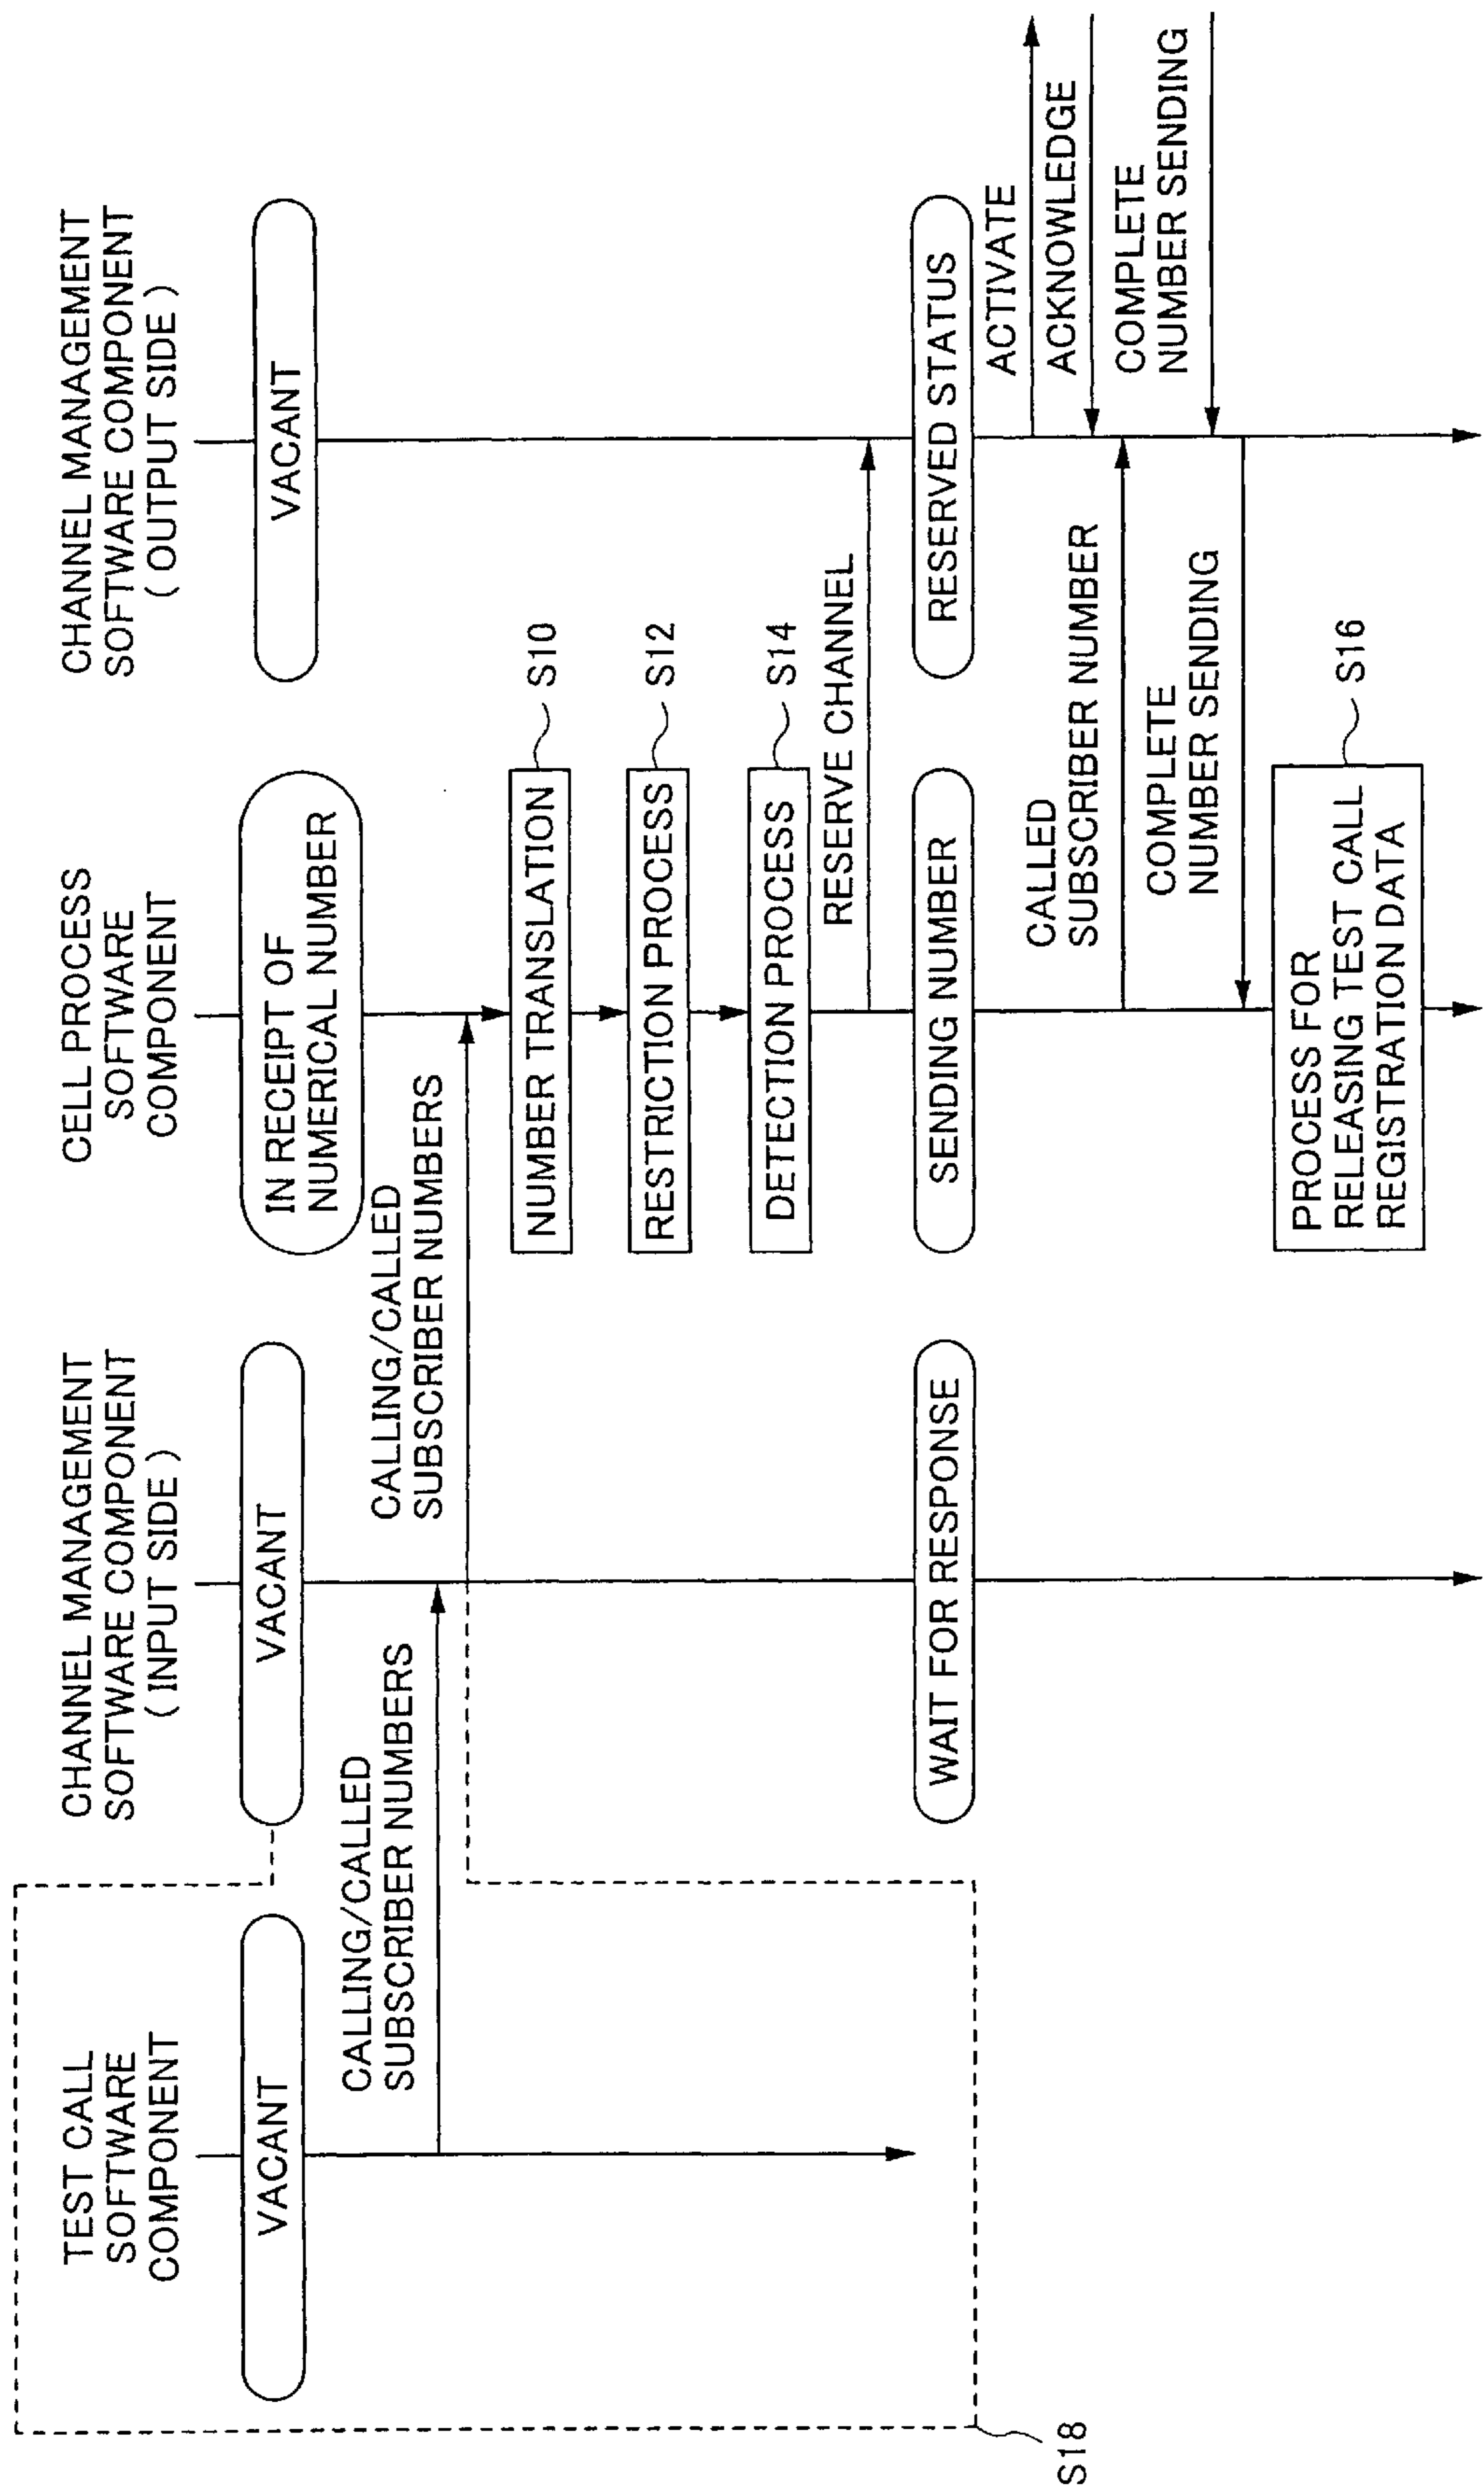 TEST CALL
SOFTWARE
COMPONENT
CHANNEL MANAGEMENT
SOFTWARE COMPONENT
( INPUT SIDE )
CELL PROCESS
SOFTWARE
COMPONENT
CHANNEL MANAGEMENT
SOFTWARE COMPONENT
( OUTPUT SIDE )
VACANT
VACANT
IN RECEIPT OF
NUMERICAL NUMBER
VACANT
CALLING/CALLED
SUBSCRIBER NUMBERS
CALLING/CALLED
SUBSCRIBER NUMBERS
NUMBER TRANSLATION
S10
RESTRICTION PROCESS
S12
DETECTION PROCESS
S14
RESERVE CHANNEL
WAIT FOR RESPONSE
SENDING NUMBER
RESERVED STATUS
ACTIVATE
ACKNOWLEDGE
CALLED
SUBSCRIBER NUMBER
COMPLETE
NUMBER SENDING
COMPLETE
NUMBER SENDING
PROCESS FOR
RELEASING TEST CALL
REGISTRATION DATA
S16
S18